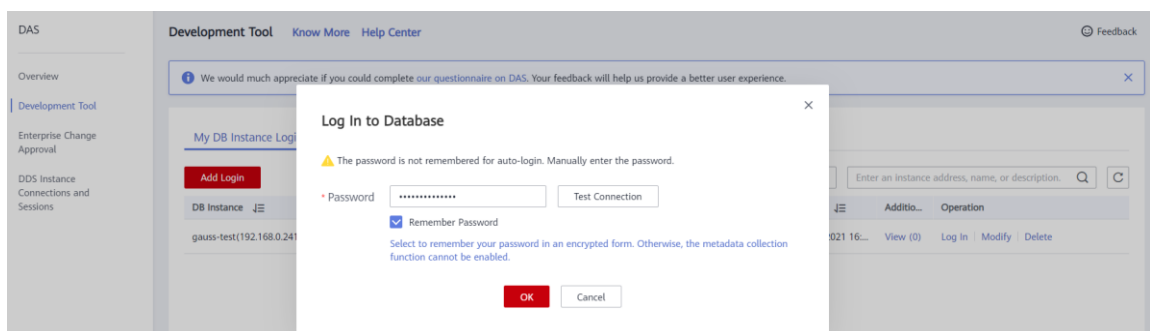 DAS
Development Tool Know More Help Center
Feedback
Overview
Development Tool
Enterprise Change
Approval
DDS Instance
Connections and
Sessions
We would much appreciate if you could complete our questionnaire on DAS. Your feedback will help us provide a better user experience.
My DB Instance Logi
Add Login
Enter an instance address, name, or description.
DB Instance
Additio... Operation
gauss-test(192.168.0.241
2021 16:... View (0) Log In Modify Delete
Log In to Database
The password is not remembered for auto-login. Manually enter the password.
* Password •••••••••••••• Test Connection
Remember Password
Select to remember your password in an encrypted form. Otherwise, the metadata collection
function cannot be enabled.
OK Cancel